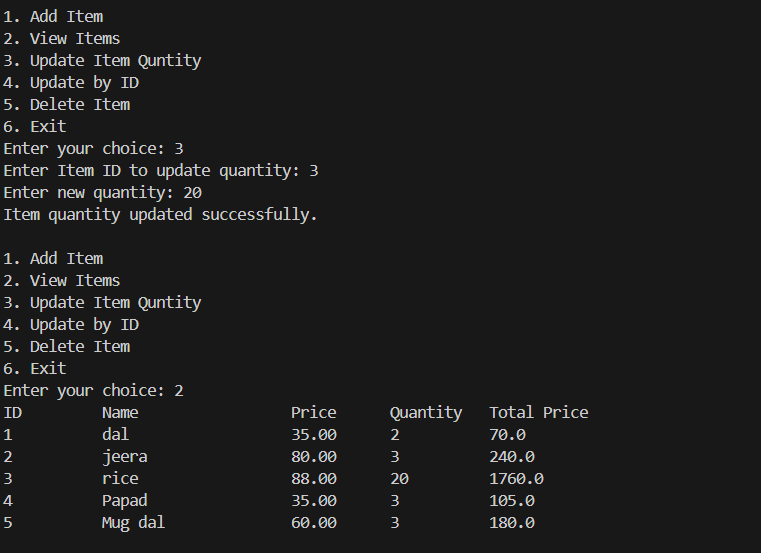 1. Add Item
2. View Items
3. Update Item Quntity
4. Update by ID
5. Delete Item
6. Exit
Enter your choice: 3
Enter Item ID to update quantity: 3
Enter new quantity: 20
Item quantity updated successfully.
1. Add Item
2. View Items
3. Update Item Quntity
4. Update by ID
5. Delete Item
6. Exit
Enter your choice: 2
ID Name Price Quantity Total Price
1 dal 35.00 2 70.0
2 jeera 80.00 3 240.0
3 rice 88.00 20 1760.0
4 Papad 35.00 3 105.0
5 Mug dal 60.00 3 180.0